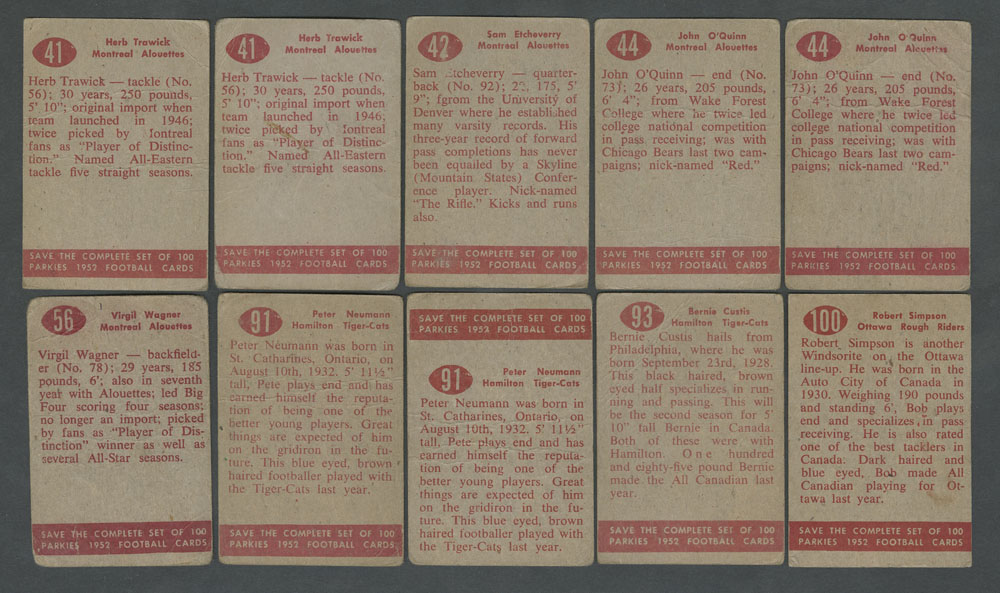 41
Herb Trawick
Montreal Alouettes
Herb Trawick — tackle (No.
56); 30 years, 250 pounds,
5' 10"; original import when
team launched in 1946;
twice picked by Iontreal
fans as "Player of Distinc-
tion." Named All-Eastern
tackle five straight seasons.
SAVE THE COMPLETE SET OF 100
PARKIES 1952 FOOTBALL CARDS
41
Herb Trawick
Montreal Alouettes
Herb Trawick — tackle (No.
56); 30 years, 250 pounds,
5' 10"; original import when
team launched in 1946;
twice picked by Iontreal
fans as "Player of Distinc-
tion." Named All-Eastern
tackle five straight seasons.
SAVE THE COMPLETE SET OF 100
PARKIES 1952 FOOTBALL CARDS
42
Sam Etcheverry
Montreal Alouettes
Sam Etcheverry — quarter-
back (No. 92); 175, 5'
9"; fgrom the University of
Denver where he established
many varsity records. His
three-year record of forward
pass completions has never
been equailed by a Skyline
(Mountain States) Confer-
ence player. Nick-named
"The Rifle." Kicks and runs
also.
SAVE THE COMPLETE SET OF 100
PARKIES 1952 FOOTBALL CARDS
44
John O'Quinn
Montreal Alouettes
John O'Quinn — end (No.
73); 26 years, 205 pounds,
6' 4"; from Wake Forest
College where he twice led
college national competition
in pass receiving; was with
Chicago Bears last two cam-
paigns; nick-named "Red."
SAVE THE COMPLETE SET OF 100
PARKIES 1952 FOOTBALL CARDS
44
John O'Quinn
Montreal Alouettes
John O'Quinn — end (No.
73); 26 years, 205 pounds,
6' 4"; from Wake Forest
College where he twice led
college national competition
in pass receiving; was with
Chicago Bears last two cam-
paigns; nick-named "Red."
SAVE THE COMPLETE SET OF 100
PARKIES 1952 FOOTBALL CARDS
56
Virgil Wagner
Montreal Alouettes
Virgil Wagner — backfield-
er (No. 78); 29 years, 185
pounds, 6'; also in seventh
year with Alouettes; led Big
Four scoring four seasons;
no longer an import; picked
by fans as "Player of Dis-
tinction" winner as well as
several All-Star seasons.
SAVE THE COMPLETE SET OF 100
PARKIES 1952 FOOTBALL CARDS
91
Peter Neumann
Hamilton Tiger-Cats
Peter Neumann was born in
St. Catharines, Ontario, on
August 10th, 1932. 5' 11½"
tall, Pete plays end and has
earned himself the reputa-
tion of being one of the
better young players. Great
things are expected of him
on the gridiron in the fu-
ture. This blue eyed, brown
haired footballer played with
the Tiger-Cats last year.
SAVE THE COMPLETE SET OF 100
PARKIES 1952 FOOTBALL CARDS
SAVE THE COMPLETE SET OF 100
PARKIES 1952 FOOTBALL CARDS
91
Peter Neumann
Hamilton Tiger-Cats
Peter Neumann was born in
St. Catharines, Ontario, on
August 10th, 1932. 5' 11½"
tall, Pete plays end and has
earned himself the reputa-
tion of being one of the
better young players. Great
things are expected of him
on the gridiron in the fu-
ture. This blue eyed, brown
haired footballer played with
the Tiger-Cats last year.
93
Bernie Custis
Hamilton Tiger-Cats
Bernie Custis hails from
Philadelphia, where he was
born September 23rd, 1928.
This black haired, brown
eyed half specializes in run-
ning and passing. This will
be the second season for 5'
10" tall Bernie in Canada.
Both of these were with
Hamilton. One hundred
and eighty-five pound Bernie
made the All Canadian last
year.
SAVE THE COMPLETE SET OF 100
PARKIES 1952 FOOTBALL CARDS
100
Robert Simpson
Ottawa Rough Riders
Robert Simpson is another
Windsorite on the Ottawa
line-up. He was born in the
Auto City of Canada in
1930. Weighing 190 pounds
and standing 6', Bob plays
end and specializes in pass
receiving. He is also rated
one of the best tacklers in
Canada. Dark haired and
blue eyed, Bob made All
Canadian playing for Ot-
tawa last year.
SAVE THE COMPLETE SET OF 100
PARKIES 1952 FOOTBALL CARDS